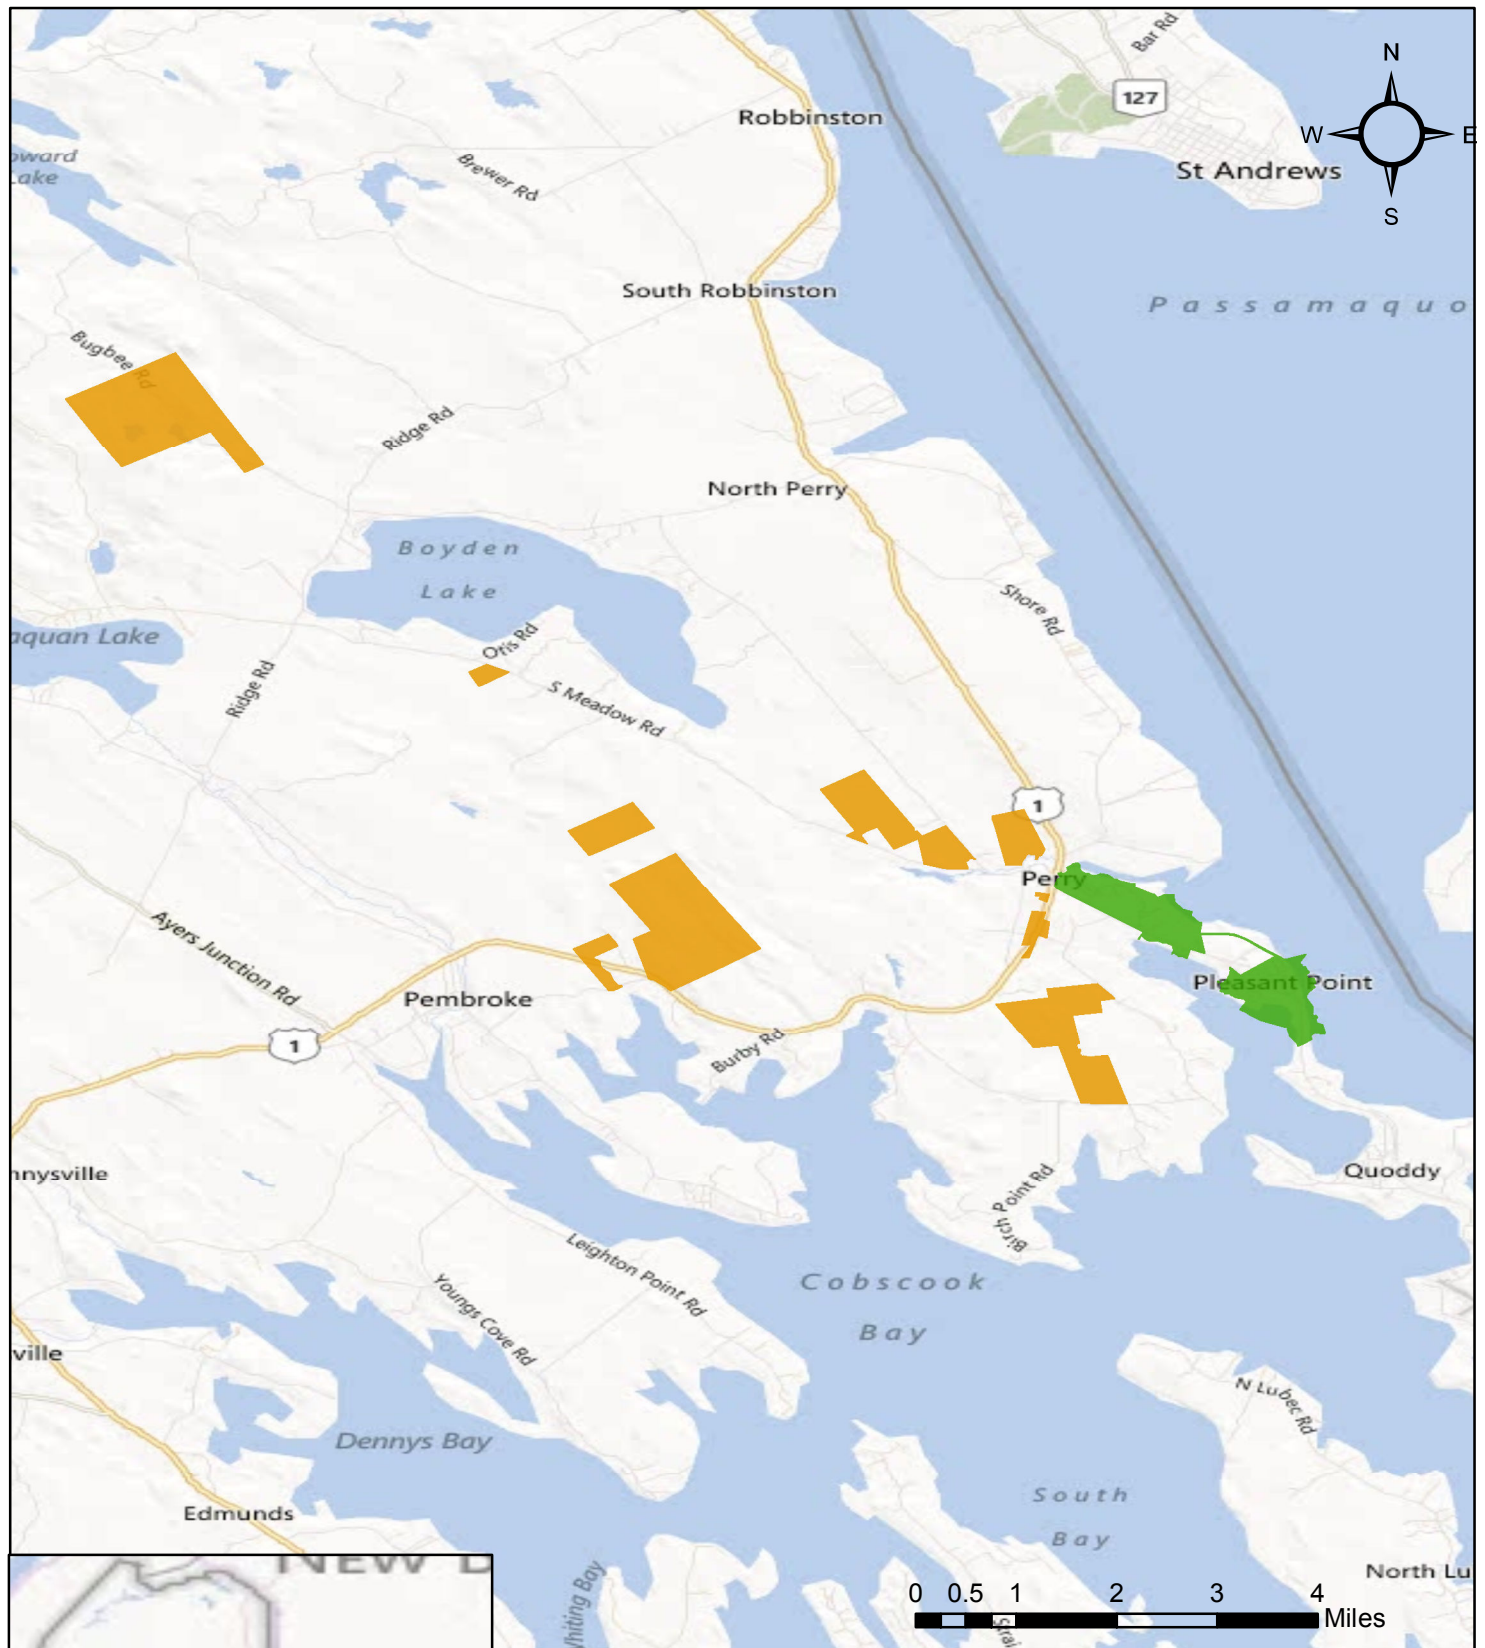 Bar Rd
N
127
Robbinston
W
E
oward
Lake
Brewer Rd
St Andrews
S
South Robbinston
Passamaquo
Bugbee Rd
Ridge Rd
North Perry
Boyden
Lake
Shore Rd
aquan Lake
Otis Rd
Ridge Rd
S Meadow Rd
1
Perry
Ayers Junction Rd
Pleasant Point
Pembroke
1
Burby Rd
nnysville
Quoddy
Birch Point Rd
Leighton Point Rd
Cobscook
Bay
Youngs Cove Rd
ville
N Lubec Rd
Dennys Bay
South
Bay
Edmunds
NEW
North Lu
Whiting Bay
0 0.5 1 2 3 4
Miles
Strai